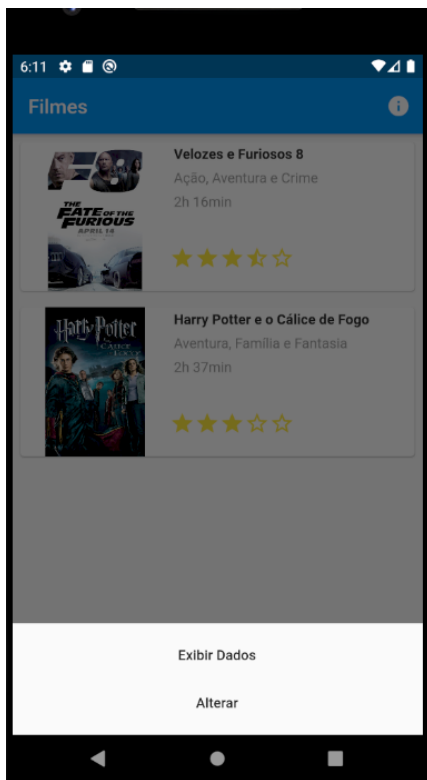 6:11
Filmes
Velozes e Furiosos 8
Ação, Aventura e Crime
2h 16min
F8
THE
FATE OF THE
FURIOUS
APRIL 14
Harry Potter e o Cálice de Fogo
Aventura, Família e Fantasia
2h 37min
Harry Potter
Exibir Dados
Alterar